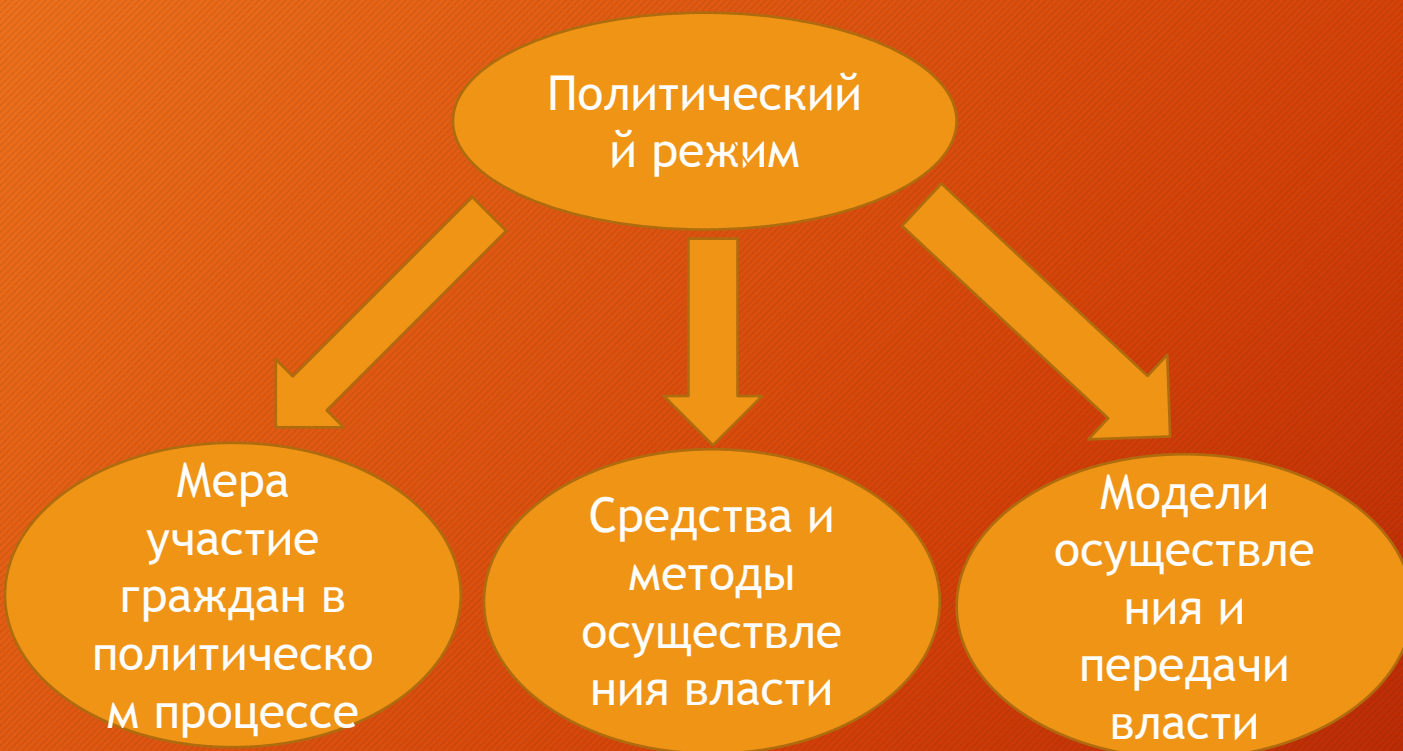 Политический
й режим
Мера
участие
граждан в
политическо
м процессе
Средства и
методы
осуществле
ния власти
Модели
осуществле
ния и
передачи
власти